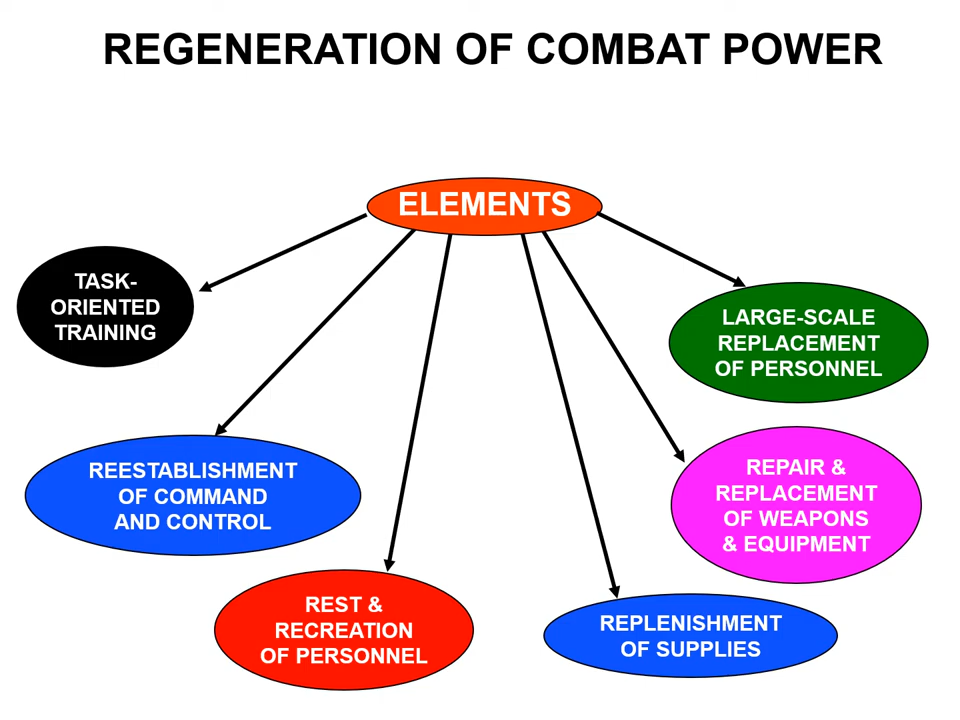 REGENERATION OF COMBAT POWER
ELEMENTS
TASK-
ORIENTED
TRAINING
LARGE-SCALE
REPLACEMENT
OF PERSONNEL
REESTABLISHMENT
OF COMMAND
AND CONTROL
REPAIR &
REPLACEMENT
OF WEAPONS
& EQUIPMENT
REST &
RECREATION
OF PERSONNEL
REPLENISHMENT
OF SUPPLIES